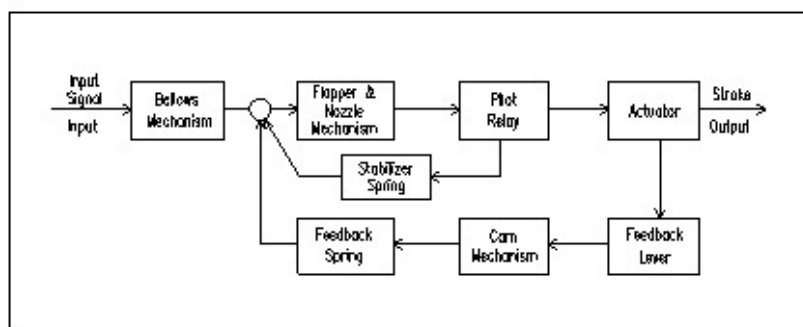 Input
Signal
Input
Bellows
Mechanism
Flapper &
Nozzle
Mechanism
Pilot
Relay
Actuator
Stroke
Output
Stabilizer
Spring
Feedback
Spring
Cam
Mechanism
Feedback
Lever